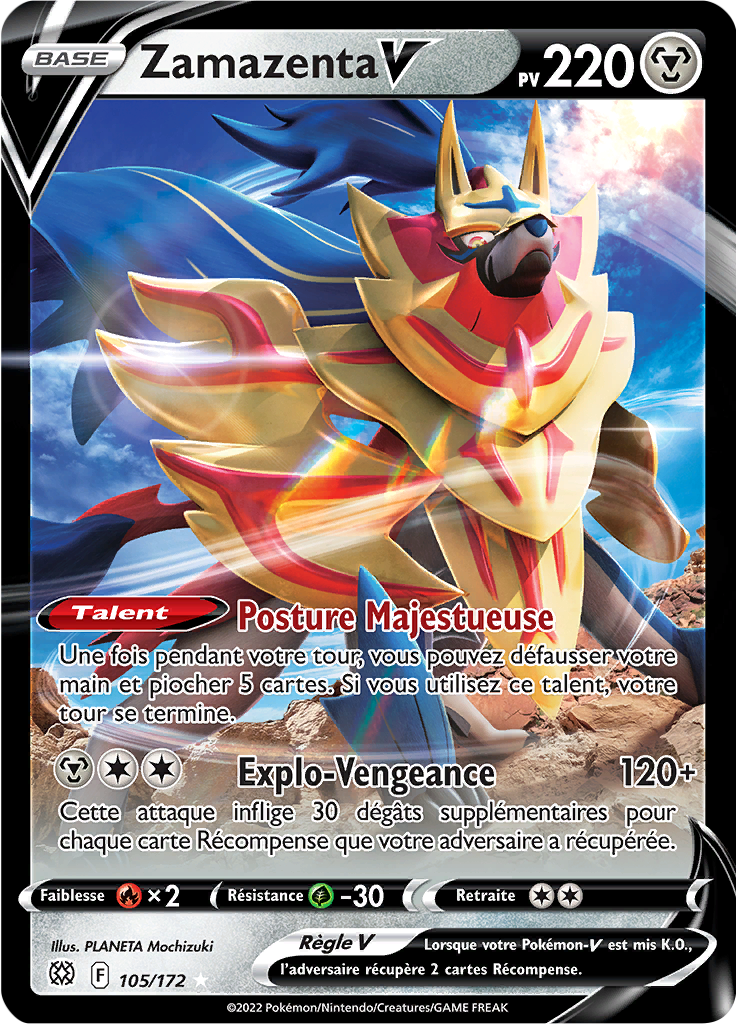 BASE
Zamazenta V
PV 220
Talent Posture Majestueuse
Une fois pendant votre tour, vous pouvez défausser votre
main et piocher 5 cartes. Si vous utilisez ce talent, votre
tour se termine.
Explo-Vengeance 120+
Cette attaque inflige 30 dégâts supplémentaires pour
chaque carte Récompense que votre adversaire a récupérée.
Faiblesse ×2 Résistance -30 Retraite
Illus. PLANETA Mochizuki
Règle V Lorsque votre Pokémon-V est mis K.O.,
l'adversaire récupère 2 cartes Récompense.
F 105/172
©2022 Pokémon/Nintendo/Creatures/GAME FREAK